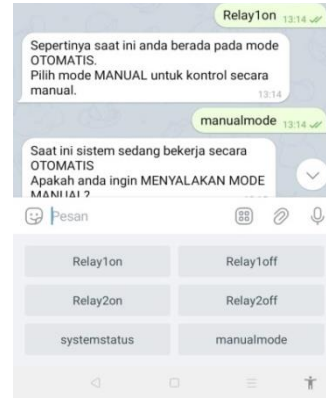 Relay1on 13:14
Sepertinya saat ini anda berada pada mode
OTOMATIS.
Pilih mode MANUAL untuk kontrol secara
manual. 13:14
manualmode 13:14
Saat ini sistem sedang bekerja secara
OTOMATIS
Apakah anda ingin MENYALAKAN MODE
MANUAL?
Pesan
Relay1on Relay1off
Relay2on Relay2off
systemstatus manualmode